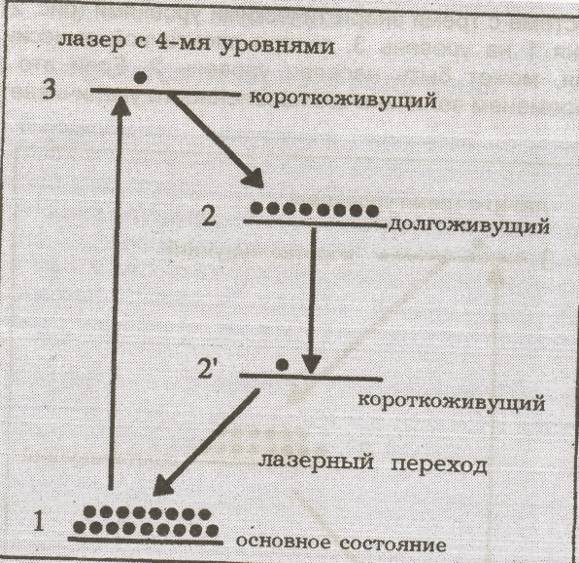 лазер с 4-мя уровнями
3
короткоживущий
2
долгоживущий
2'
короткоживущий
лазерный переход
1
основное состояние